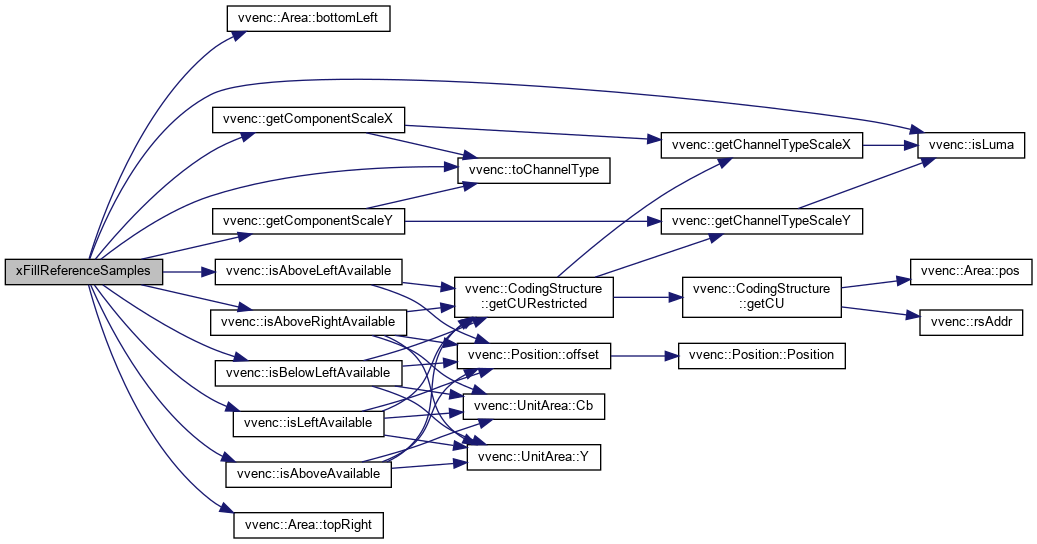 xFillReferenceSamples
vvenc::Area::bottomLeft
vvenc::getComponentScaleX
vvenc::getComponentScaleY
vvenc::isAboveLeftAvailable
vvenc::isAboveRightAvailable
vvenc::isBelowLeftAvailable
vvenc::isLeftAvailable
vvenc::isAboveAvailable
vvenc::Area::topRight
vvenc::toChannelType
vvenc::CodingStructure
::getCURestricted
vvenc::Position::offset
vvenc::UnitArea::Cb
vvenc::UnitArea::Y
vvenc::getChannelTypeScaleX
vvenc::getChannelTypeScaleY
vvenc::CodingStructure
::getCU
vvenc::Position::Position
vvenc::isLuma
vvenc::Area::pos
vvenc::rsAddr